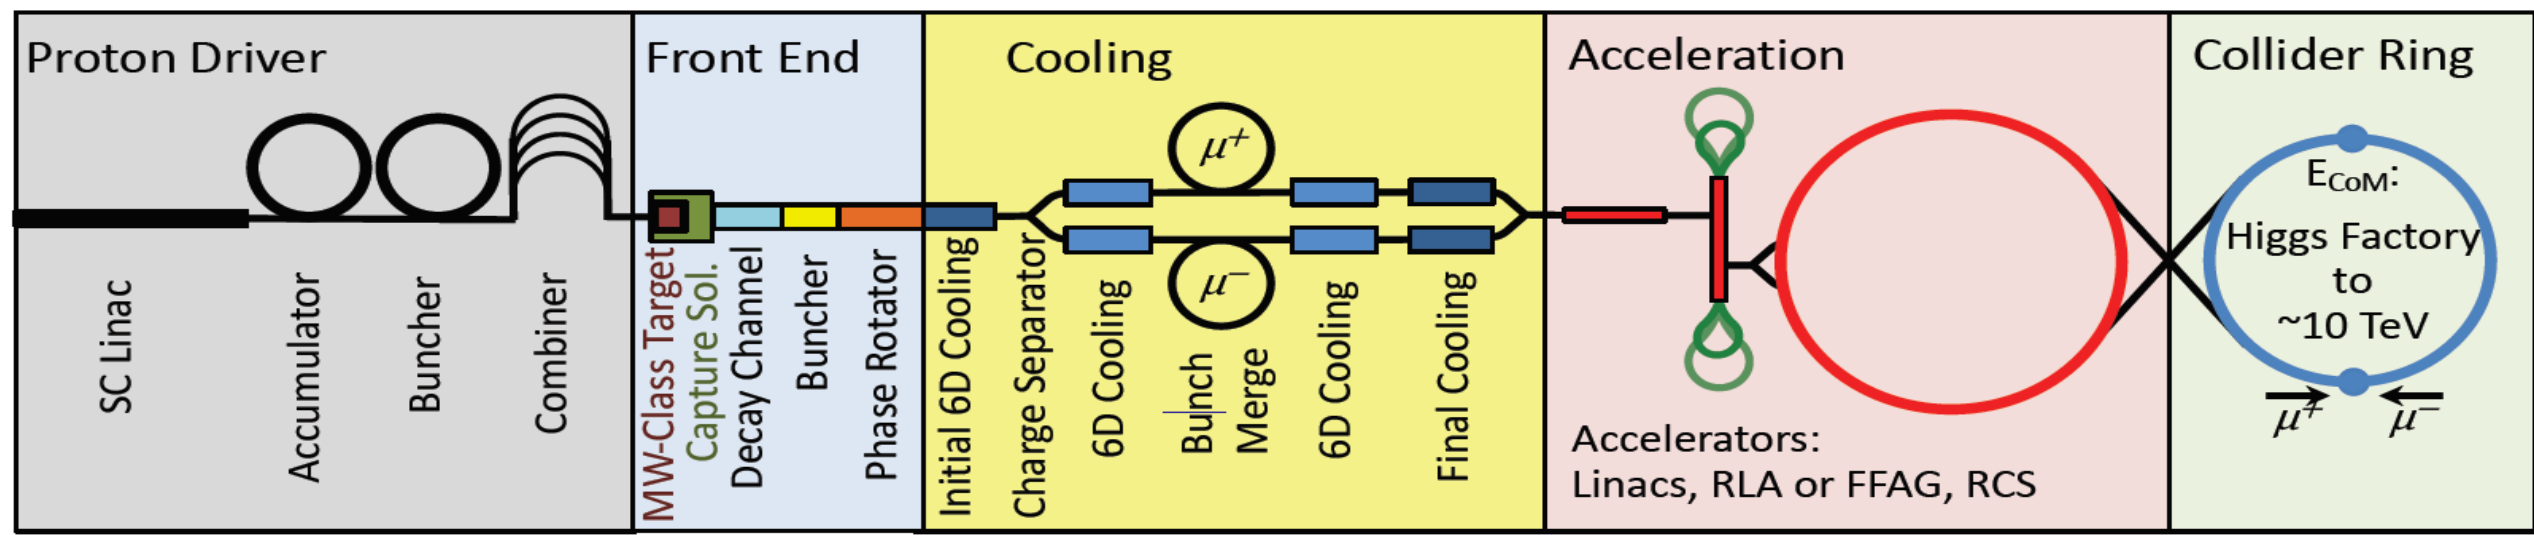 Proton Driver
SC Linac
Accumulator
Buncher
Combiner
Front End
MW-Class Target
Capture Sol.
Decay Channel
Buncher
Phase Rotator
Cooling
μ+
μ−
Initial 6D Cooling
Charge Separator
6D Cooling
Bunch
Merge
6D Cooling
Final Cooling
Acceleration
Accelerators:
Linacs, RLA or FFAG, RCS
Collider Ring
ECoM:
Higgs Factory
to
~10 TeV
μ+ μ−